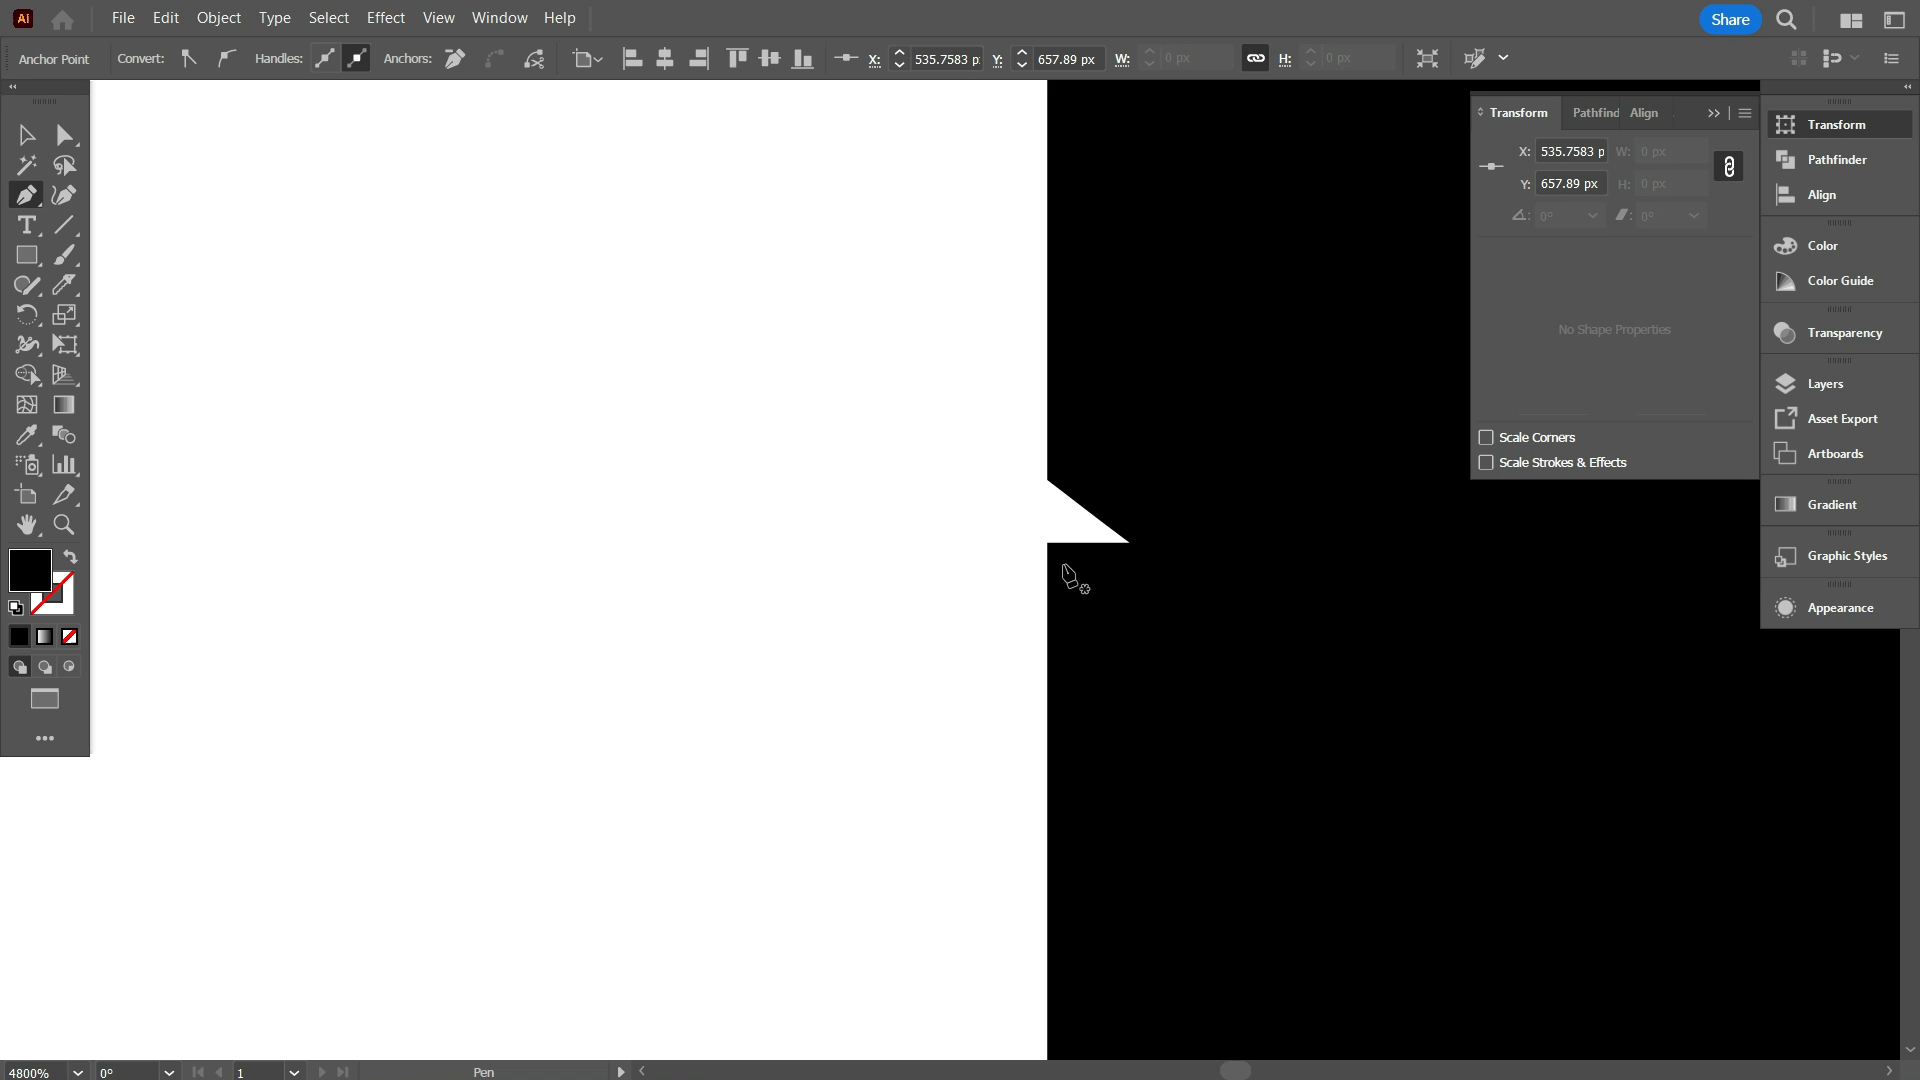 Ai File Edit Object Type Select Effect View Window Help Share
Anchor Point Convert: Handles: Anchors: X: 535.7583 p Y: 657.89 px W: 0 px H: 0 px
Transform Pathfind Align
X: 535.7583 p W: 0 px
Y: 657.89 px H: 0 px
0° 0°
No Shape Properties
Scale Corners
Scale Strokes & Effects
Transform
Pathfinder
Align
Color
Color Guide
Transparency
Layers
Asset Export
Artboards
Gradient
Graphic Styles
Appearance
4800% 0° 1 Pen